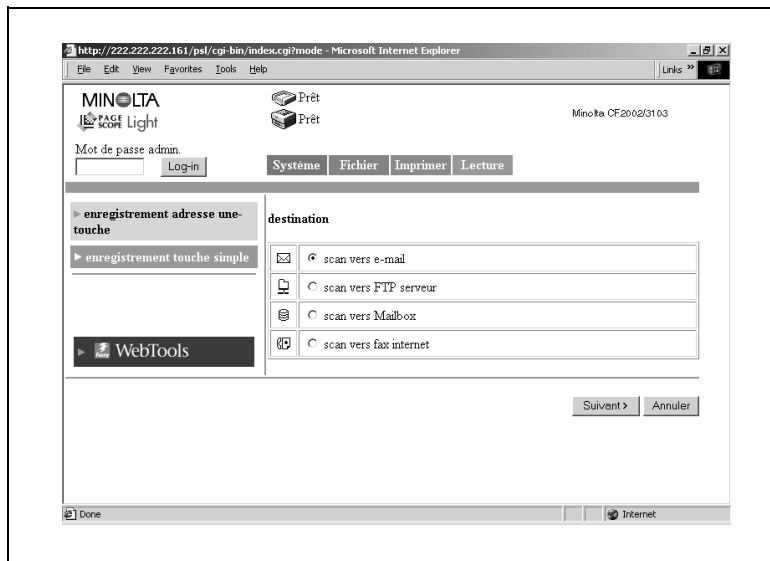 http://222.222.222.161/psl/cgi-bin/index.cgi?mode - Microsoft Internet Explorer
File Edit View Favorites Tools Help
Links »
MINOLTA
PAGE SCOPE Light
Prêt
Prêt
Minolta CF2002/3103
Mot de passe admin.
Log-in
Système Fichier Imprimer Lecture
enregistrement adresse une-
touche
enregistrement touche simple
WebTools
destination
scan vers e-mail
scan vers FTP serveur
scan vers Mailbox
scan vers fax internet
Suivant > Annuler
Done
Internet